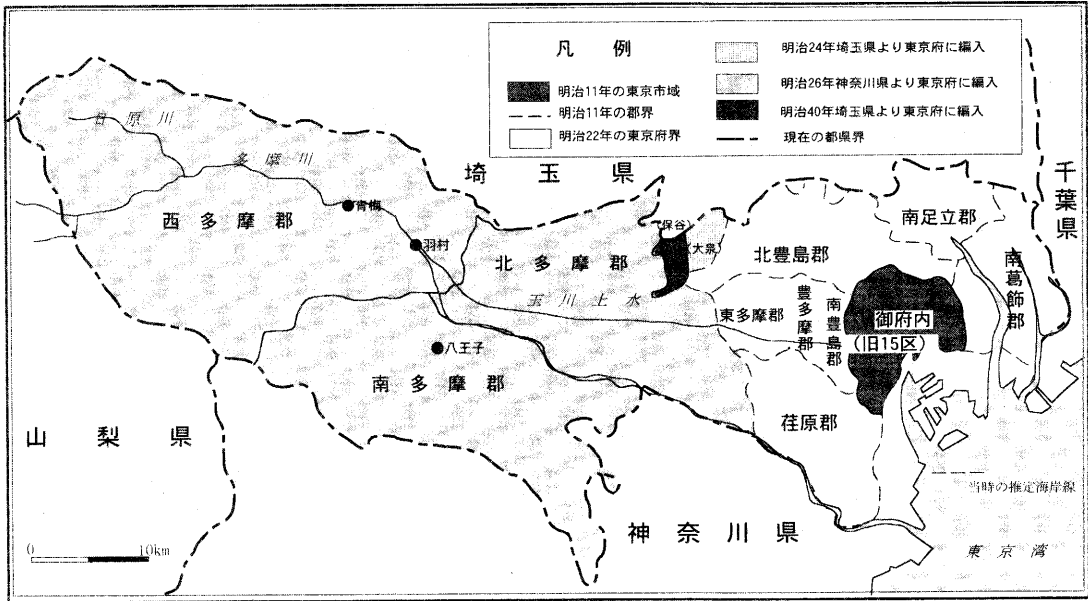 凡例
明治11年の東京市域
明治11年の郡界
明治22年の東京府界
明治24年埼玉県より東京府に編入
明治26年神奈川県より東京府に編入
明治40年埼玉県より東京府に編入
現在の都県界
日原川
多摩川
埼玉県
千葉県
西多摩郡
青梅
羽村
北多摩郡
(保谷)
(大泉)
玉川上水
北豊島郡
南足立郡
南葛飾郡
東多摩郡
豊多摩郡
南豊島郡
御府内
(旧15区)
八王子
南多摩郡
荏原郡
山梨県
神奈川県
当時の推定海岸線
東京湾
0 10km